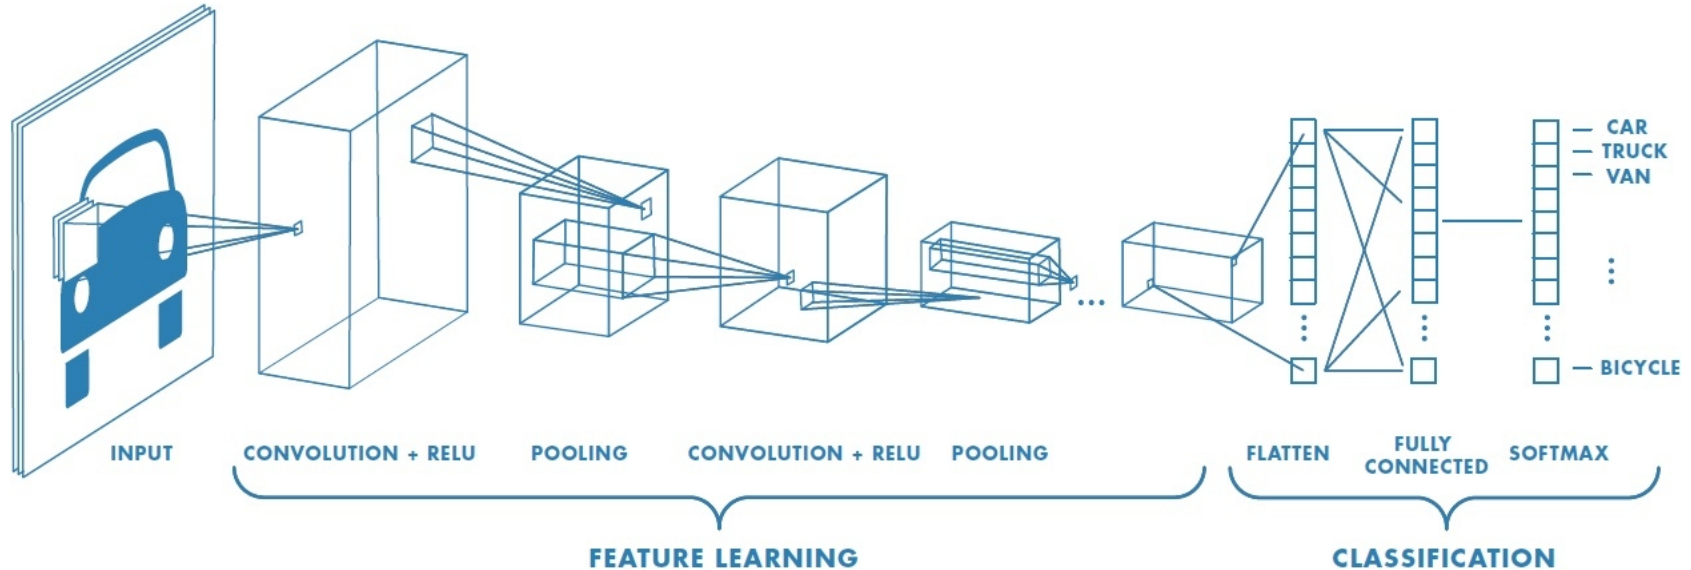 CAR
TRUCK
VAN
BICYCLE
INPUT
CONVOLUTION + RELU
POOLING
CONVOLUTION + RELU
POOLING
FLATTEN
FULLY
CONNECTED
SOFTMAX
FEATURE LEARNING
CLASSIFICATION